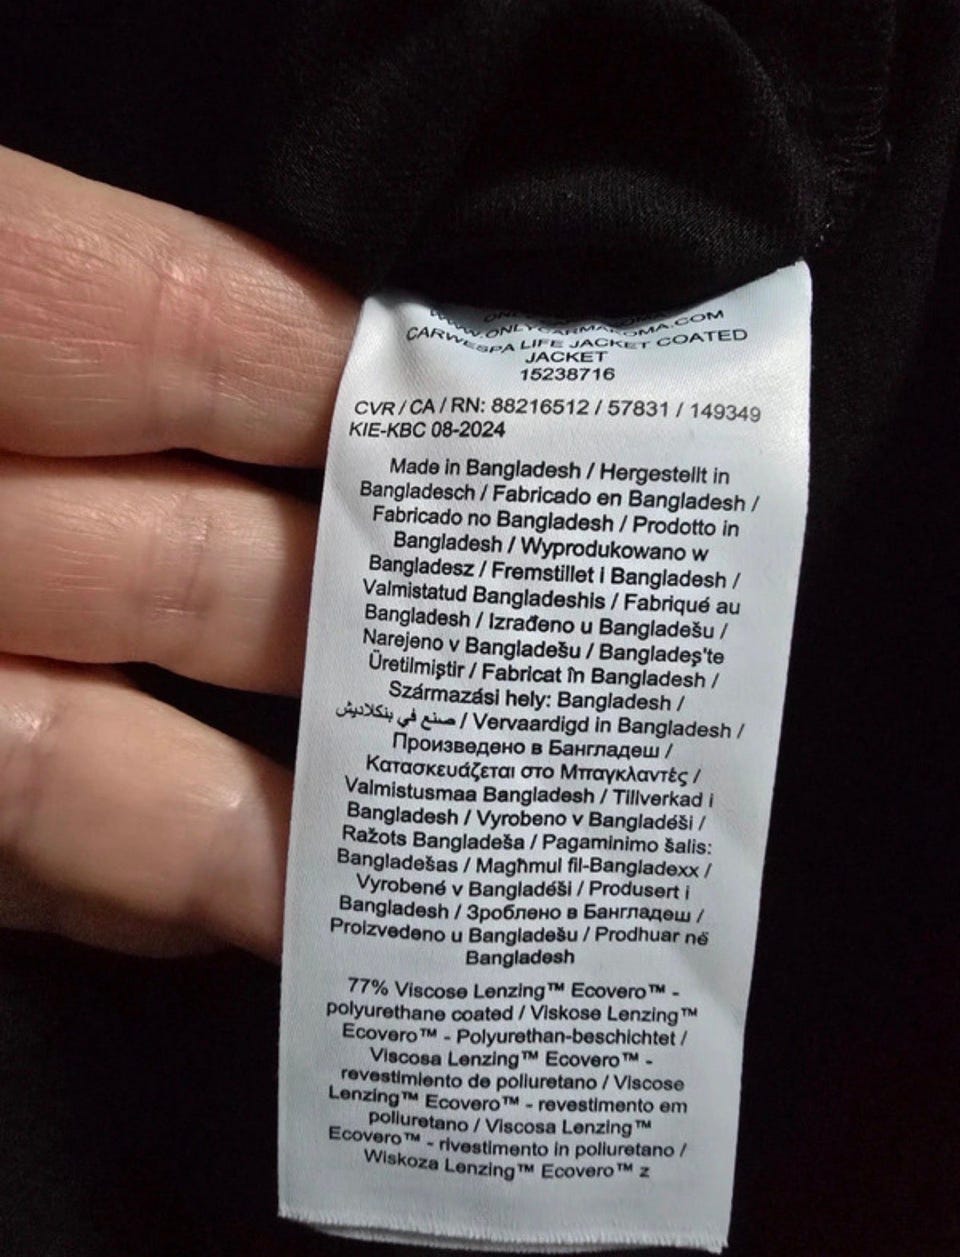 WWW.ONLYCARMAKOMA.COM
CARWESPA LIFE JACKET COATED
JACKET
15238716
CVR / CA / RN: 88216512 / 57831 / 149349
KIE-KBC 08-2024
Made in Bangladesh / Hergestellt in
Bangladesch / Fabricado en Bangladesh /
Fabricado no Bangladesh / Prodotto in
Bangladesh / Wyprodukowano w
Bangladesz / Fremstillet i Bangladesh /
Valmistatud Bangladeshis / Fabriqué au
Bangladesh / Izrađeno u Bangladešu /
Narejeno v Bangladešu / Bangladeş'te
Üretilmiştir / Fabricat în Bangladesh /
Származási hely: Bangladesh /
صنع في بنكلاديش / Vervaardigd in Bangladesh /
Произведено в Бангладеш /
Κατασκευάζεται στο Μπαγκλαντές /
Valmistusmaa Bangladesh / Tillverkad i
Bangladesh / Vyrobeno v Bangladéši /
Ražots Bangladeša / Pagaminimo šalis:
Bangladešas / Magħmul fil-Bangladexx /
Vyrobené v Bangladéši / Produsert i
Bangladesh / Зроблено в Бангладеш /
Proizvedeno u Bangladešu / Prodhuar në
Bangladesh
77% Viscose Lenzing™ Ecovero™ -
polyurethane coated / Viskose Lenzing™
Ecovero™ - Polyurethan-beschichtet /
Viscosa Lenzing™ Ecovero™ -
revestimiento de poliuretano / Viscose
Lenzing™ Ecovero™ - revestimento em
poliuretano / Viscosa Lenzing™
Ecovero™ - rivestimento in poliuretano /
Wiskoza Lenzing™ Ecovero™ z